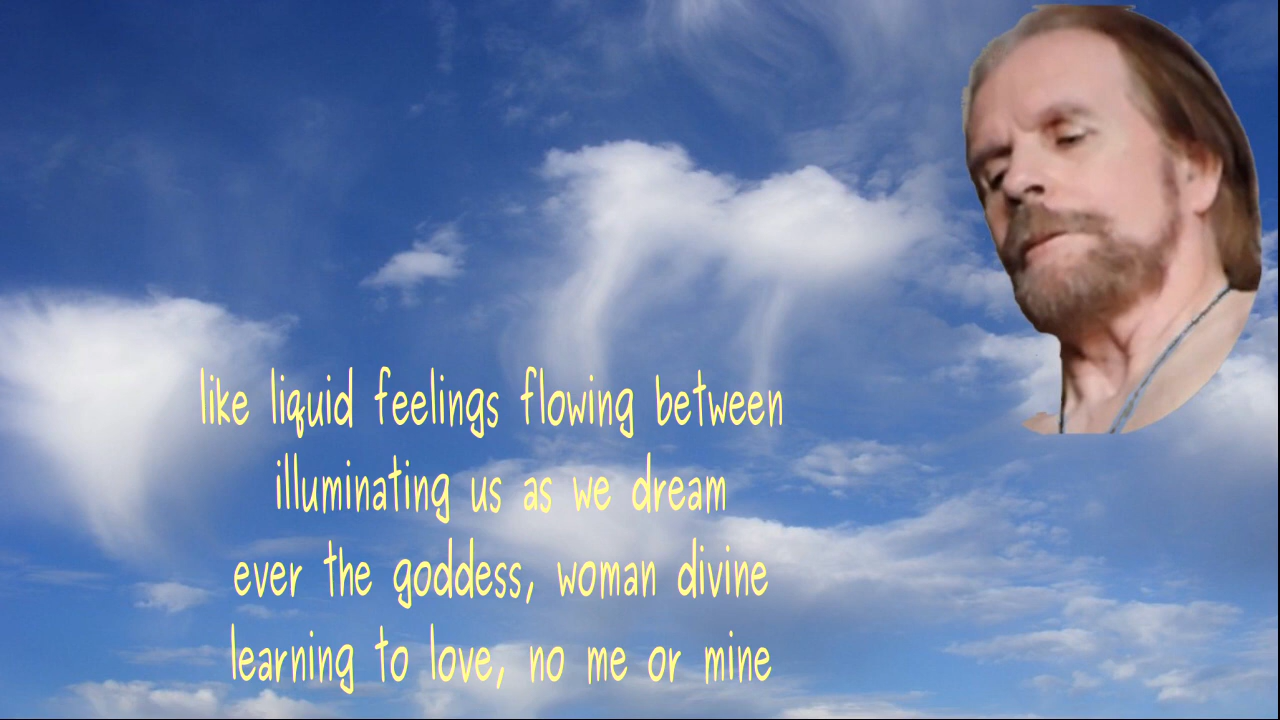 like liquid feelings flowing between
illuminating us as we dream
ever the goddess, woman divine
learning to love, no me or mine